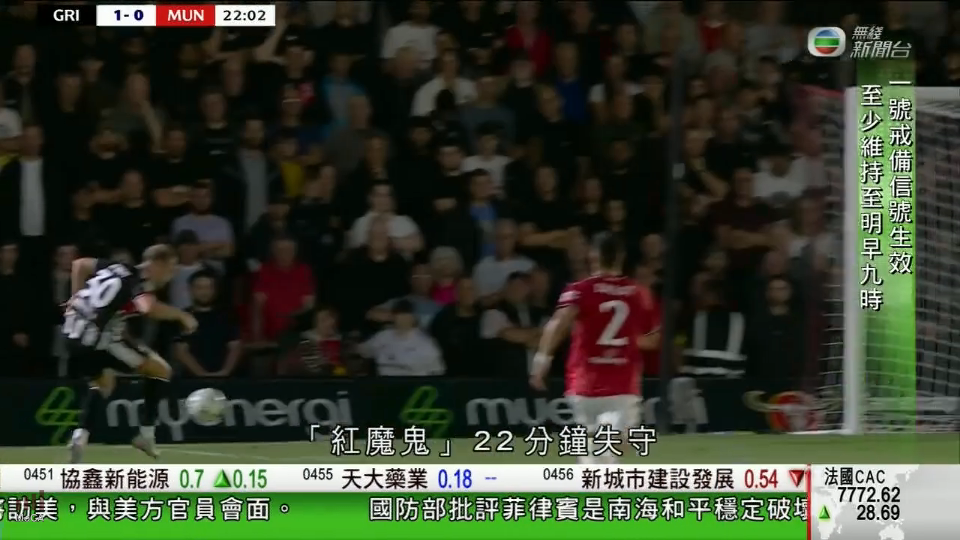 GRI 1-0 MUN 22:02
無綫
新聞台
一號戒備信號生效
至少維持至明早九時
30
2
myenergi
「紅魔鬼」22分鐘失守
0451 協鑫新能源 0.7 ▲0.15 0455 天大藥業 0.18 -- 0456 新城市建設發展 0.54 ▼
法國CAC
7772.62
▲ 28.69
訪美，與美方官員會面。 國防部批評菲律賓是南海和平穩定破壞